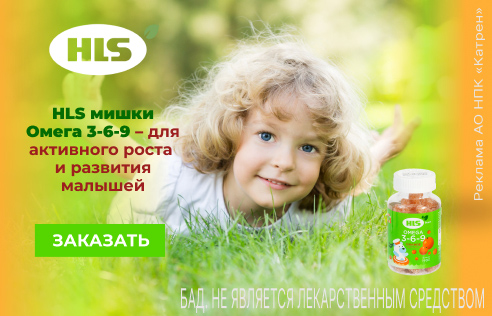 HLS
HLS мишки
Омега 3-6-9 – для
активного роста
и развития
малышей
ЗАКАЗАТЬ
Реклама АО НПК «Катрен»
HLS
OMEGA
3-6-9
БАД. НЕ ЯВЛЯЕТСЯ ЛЕКАРСТВЕННЫМ СРЕДСТВОМ